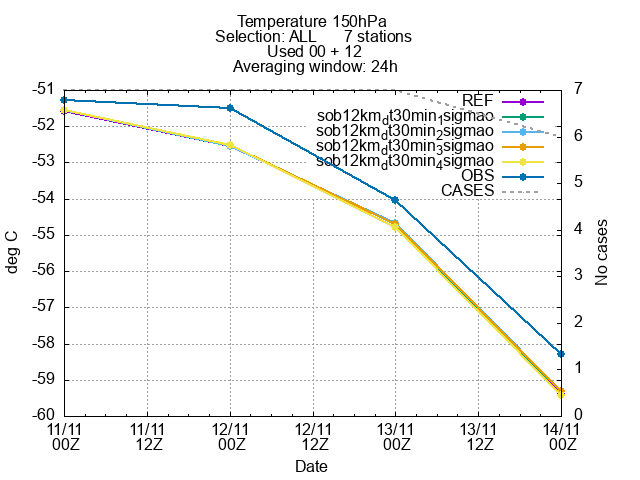 Temperature 150hPa
Selection: ALL 7 stations
Used 00 + 12
Averaging window: 24h
REF
sob12km_dt30min_1sigmao
sob12km_dt30min_2sigmao
sob12km_dt30min_3sigmao
sob12km_dt30min_4sigmao
OBS
CASES
-51
-52
-53
-54
-55
-56
-57
-58
-59
-60
deg C
7
6
5
4
3
2
1
0
No cases
11/11 11/11 12/11 12/11 13/11 13/11 14/11
00Z 12Z 00Z 12Z 00Z 12Z 00Z
Date